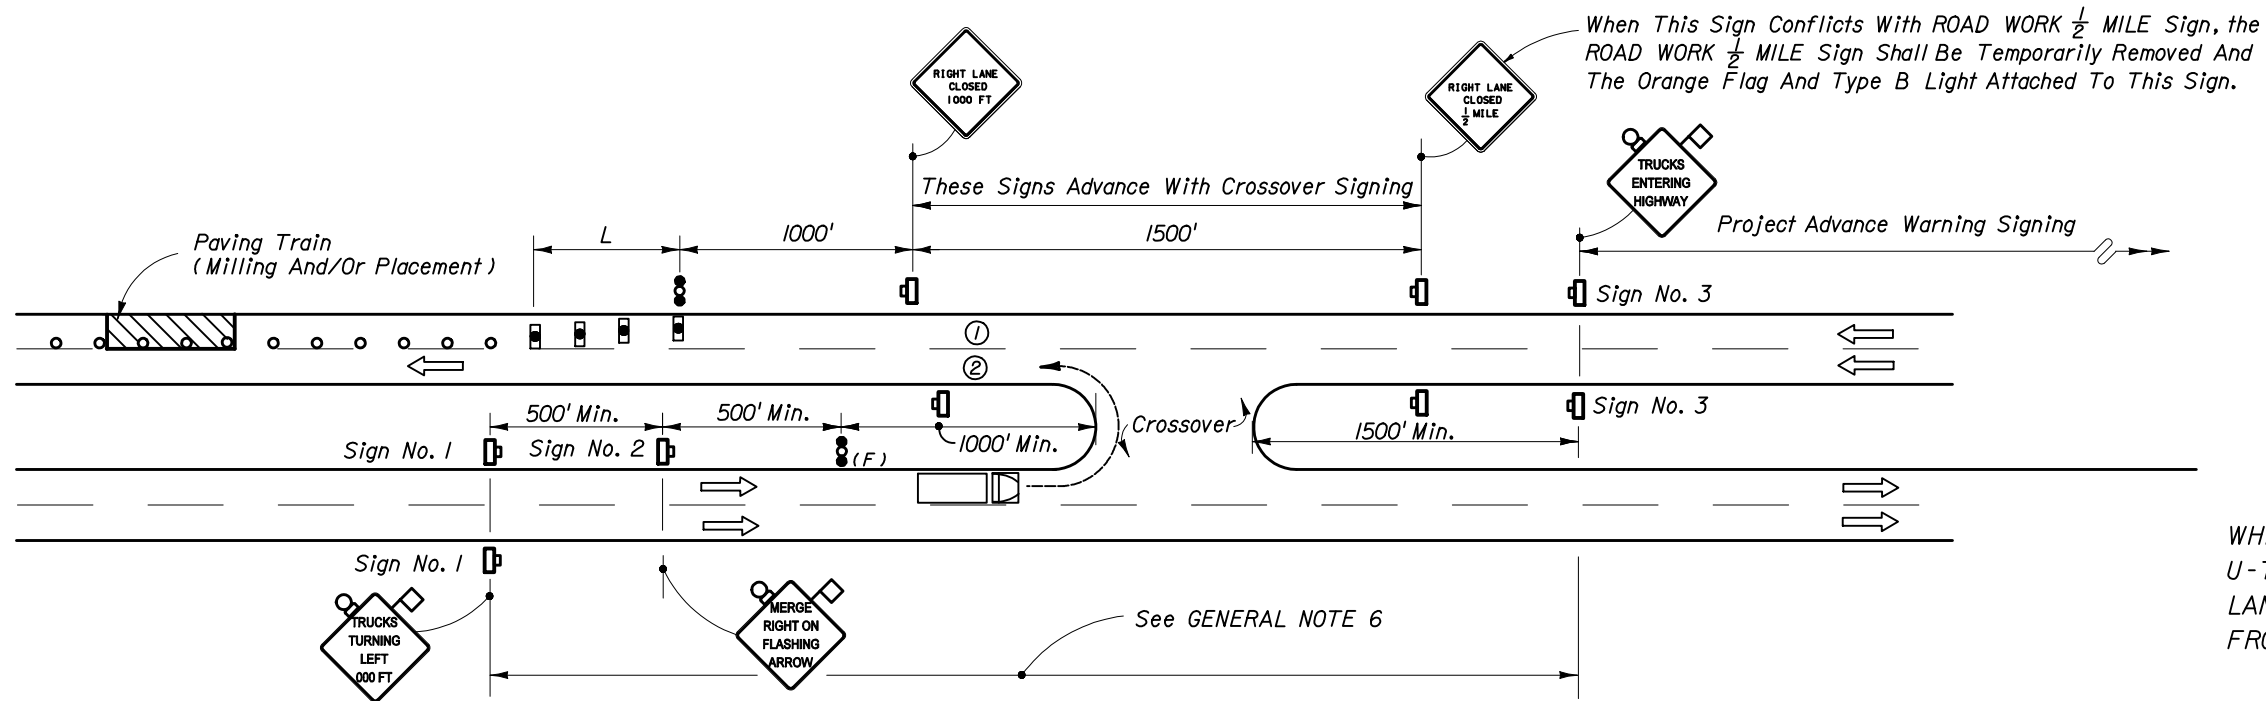 When This Sign Conflicts With ROAD WORK 1/2 MILE Sign, the
ROAD WORK 1/2 MILE Sign Shall Be Temporarily Removed And
The Orange Flag And Type B Light Attached To This Sign.
RIGHT LANE
CLOSED
1000 FT
RIGHT LANE
CLOSED
1/2 MILE
TRUCKS
ENTERING
HIGHWAY
These Signs Advance With Crossover Signing
Project Advance Warning Signing
Paving Train
(Milling And/Or Placement)
L
1000'
1500'
Sign No. 3
1
2
500' Min.
500' Min.
1000' Min.
Crossover
1500' Min.
Sign No. 3
Sign No. 1
Sign No. 2
(F)
Sign No. 1
TRUCKS
TURNING
LEFT
000 FT
MERGE
RIGHT ON
FLASHING
ARROW
See GENERAL NOTE 6
U-T
LAN
FRO